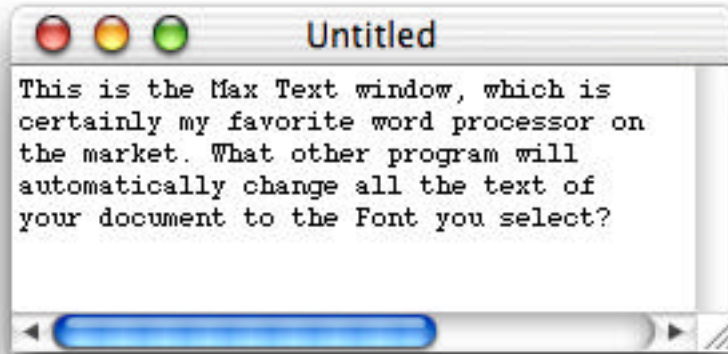 Untitled
This is the Max Text window, which is
certainly my favorite word processor on
the market. What other program will
automatically change all the text of
your document to the Font you select?